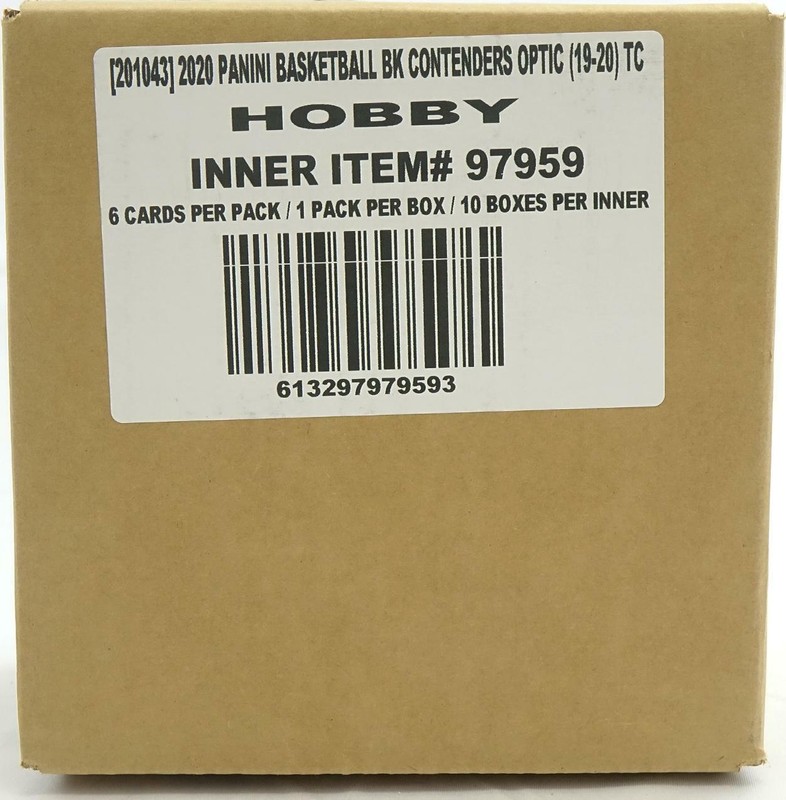 [201043] 2020 PANINI BASKETBALL BK CONTENDERS OPTIC (19-20) TC
HOBBY
INNER ITEM# 97959
6 CARDS PER PACK / 1 PACK PER BOX / 10 BOXES PER INNER
613297979593